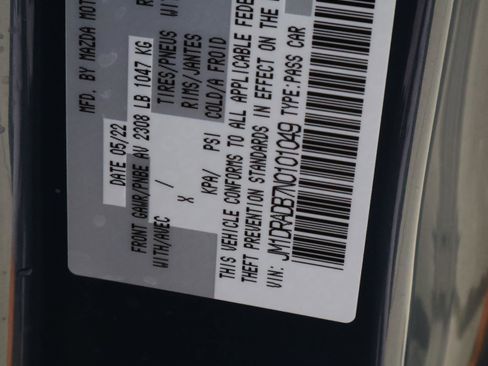 MFD. BY MAZDA MOT
DATE 05/22
FRONT GAWR/PNBE AV 2308 LB 1047 KG
WITH/AVEC / TIRES/PNEUS WI
X RIMS/JANTES R
KPA/ PSI COLD/A FROID
THIS VEHICLE CONFORMS TO ALL APPLICABLE FEDE
THEFT PREVENTION STANDARDS IN EFFECT ON THE
VIN: JM1DRADB7N0101049 TYPE:PASS CAR